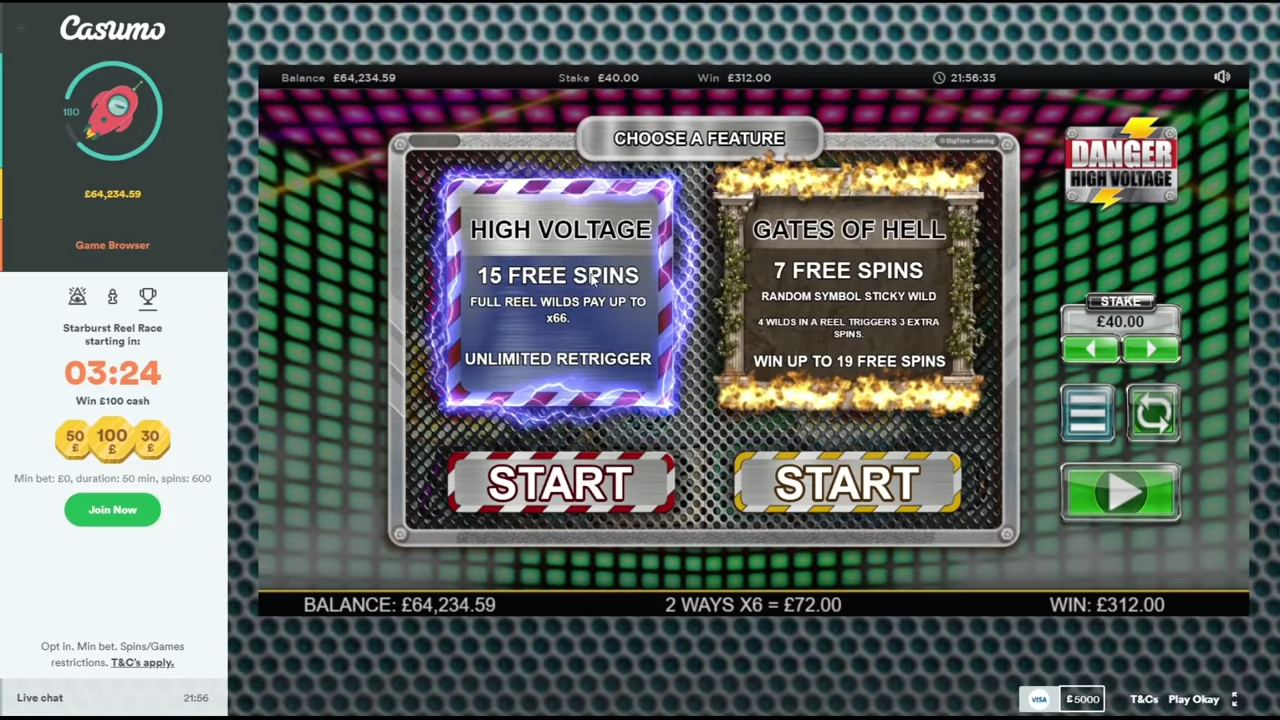 Casumo
180
£64,234.59
Game Browser
Starburst Reel Race
starting in:
03:24
Win £100 cash
50 £
100 £
30 £
Min bet: £0, duration: 50 min, spins: 600
Join Now
Opt in. Min bet. Spins/Games
restrictions. T&C's apply.
Live chat 21:56
Balance £64,234.59 Stake £40.00 Win £312.00 21:56:35
CHOOSE A FEATURE
© BigTime Gaming
HIGH VOLTAGE
15 FREE SPINS
FULL REEL WILDS PAY UP TO
x66.
UNLIMITED RETRIGGER
START
GATES OF HELL
7 FREE SPINS
RANDOM SYMBOL STICKY WILD
4 WILDS IN A REEL TRIGGERS 3 EXTRA
SPINS.
WIN UP TO 19 FREE SPINS
START
DANGER
HIGH VOLTAGE
STAKE
£40.00
BALANCE: £64,234.59 2 WAYS X6 = £72.00 WIN: £312.00
VISA £5000 T&Cs Play Okay